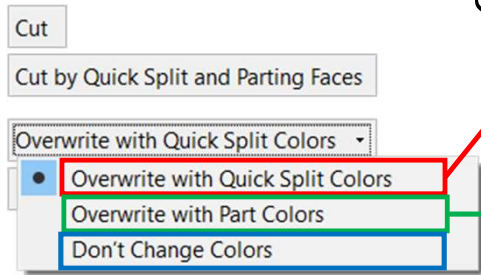 Cut
Cut by Quick Split and Parting Faces
Overwrite with Quick Split Colors
Overwrite with Quick Split Colors
Overwrite with Part Colors
Don't Change Colors